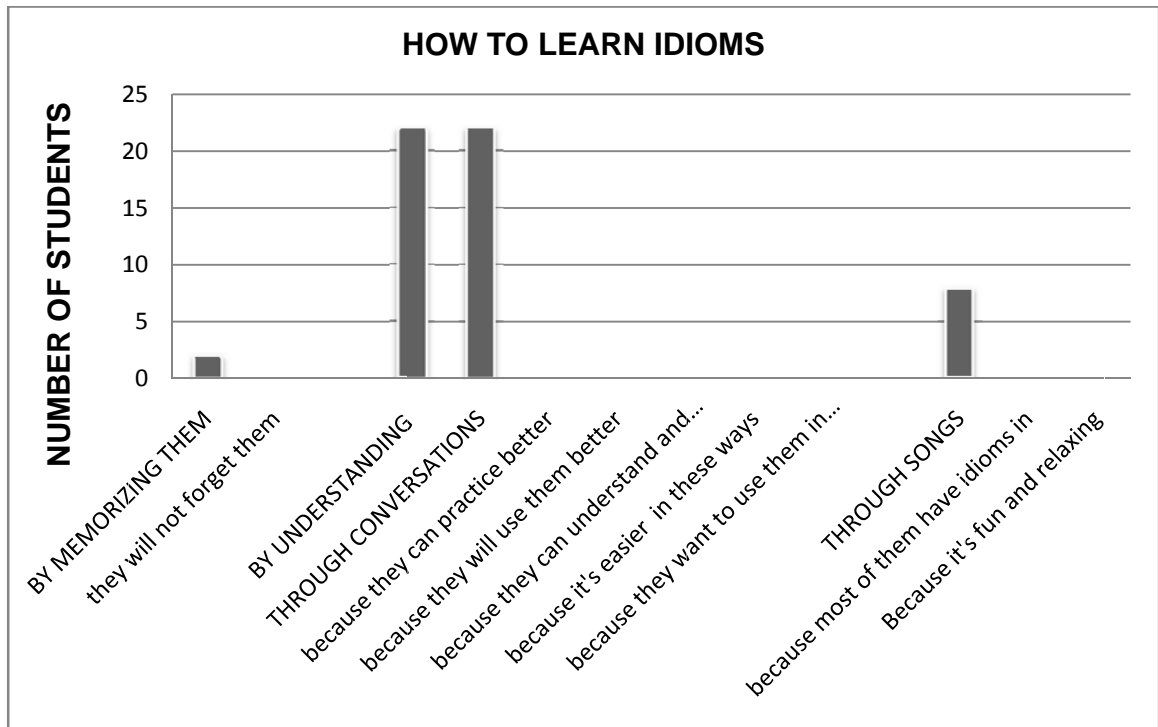 HOW TO LEARN IDIOMS
NUMBER OF STUDENTS
25
20
15
10
5
0
BY MEMORIZING THEM
they will not forget them
BY UNDERSTANDING
THROUGH CONVERSATIONS
because they can practice better
because they will use them better
because they can understand and...
because it's easier in these ways
because they want to use them in...
THROUGH SONGS
because most of them have idioms in
Because it's fun and relaxing